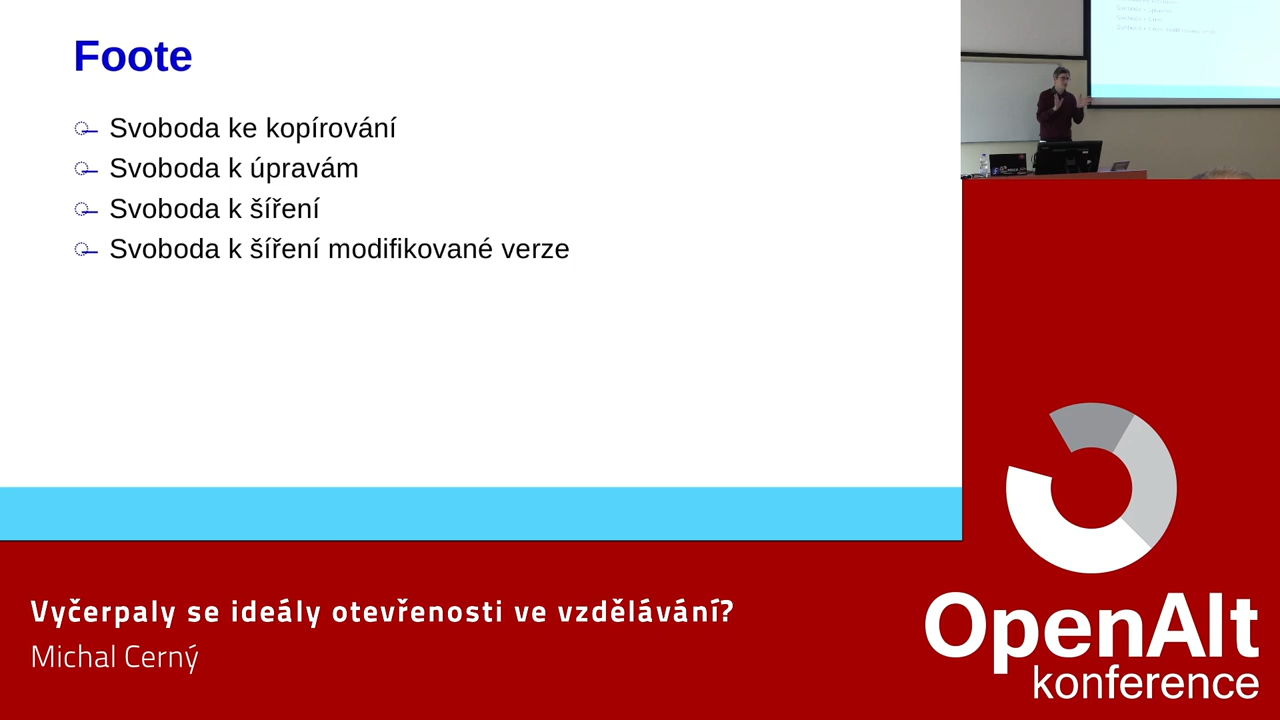 Foote
Svoboda ke kopírování
Svoboda k úpravám
Svoboda k šíření
Svoboda k šíření modifikované verze
Vyčerpaly se ideály otevřenosti ve vzdělávání?
Michal Cerný
OpenAlt
konference